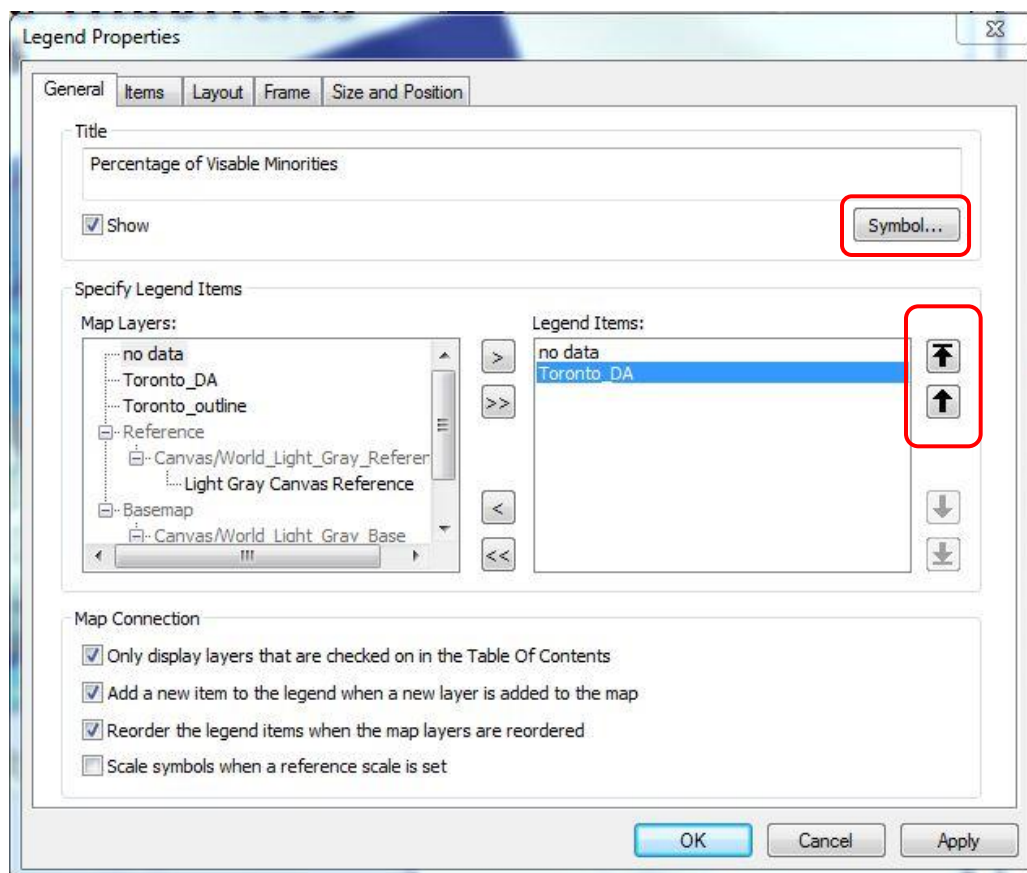 Legend Properties
General Items Layout Frame Size and Position
Title
Percentage of Visable Minorities
Show
Symbol...
Specify Legend Items
Map Layers:
no data
Toronto_DA
Toronto_outline
Reference
Canvas/World_Light_Gray_Referer
Light Gray Canvas Reference
Basemap
Canvas/World_Light_Gray_Base
>
>>
<
<<
Legend Items:
no data
Toronto_DA
Map Connection
Only display layers that are checked on in the Table Of Contents
Add a new item to the legend when a new layer is added to the map
Reorder the legend items when the map layers are reordered
Scale symbols when a reference scale is set
OK Cancel Apply